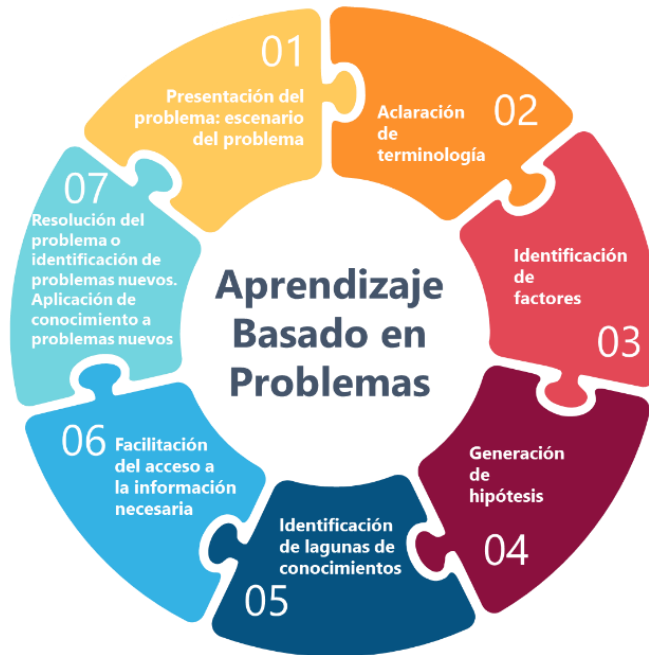 01
Presentación del
problema: escenario
del problema
02
Aclaración
de
terminología
Identificación
de
factores
03
Generación
de
hipótesis
04
Identificación
de lagunas de
conocimientos
05
06
Facilitación
del acceso a
la información
necesaria
07
Resolución del
problema o
identificación de
problemas nuevos.
Aplicación de
conocimiento a
problemas nuevos
Aprendizaje
Basado en
Problemas